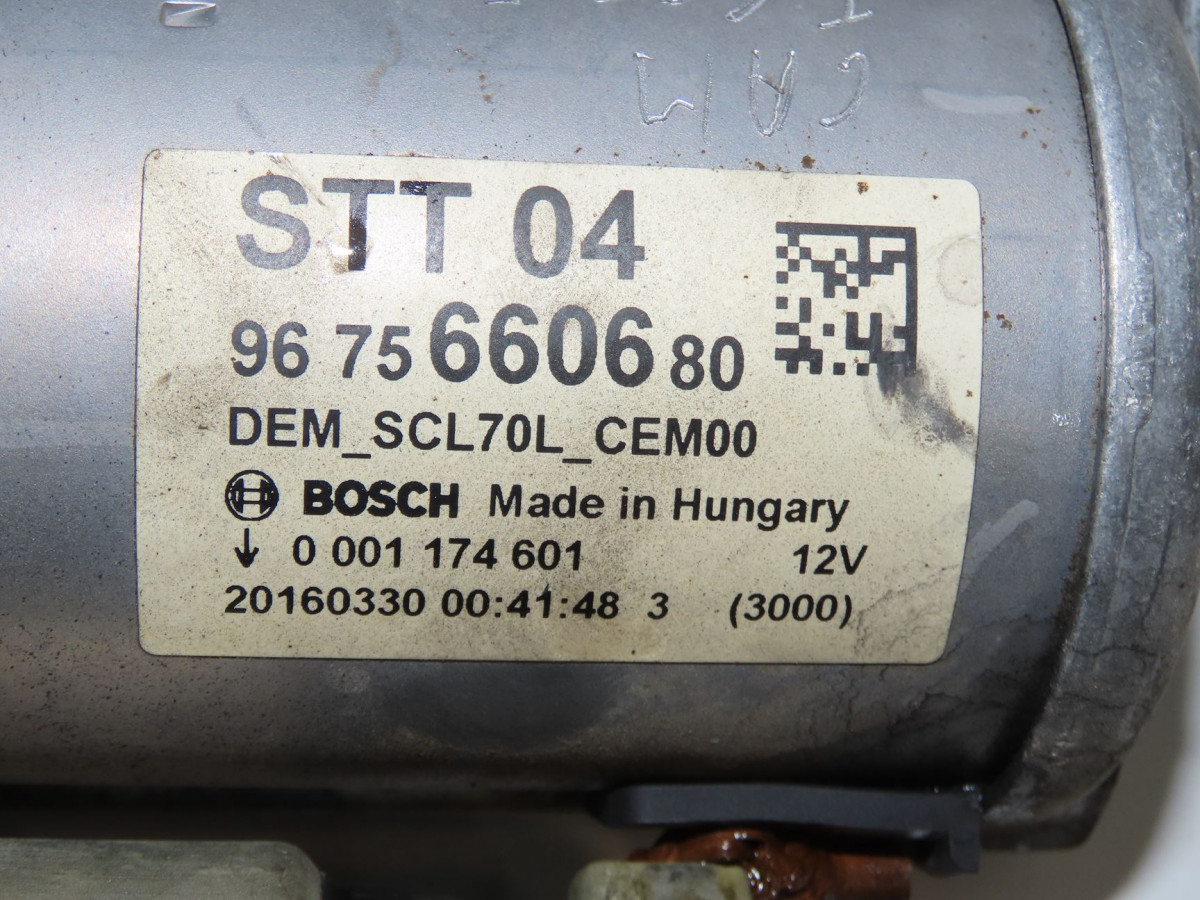 STT 04
96 75 6606 80
DEM_SCL70L_CEM00
BOSCH Made in Hungary
↓ 0 001 174 601 12V
20160330 00:41:48 3 (3000)